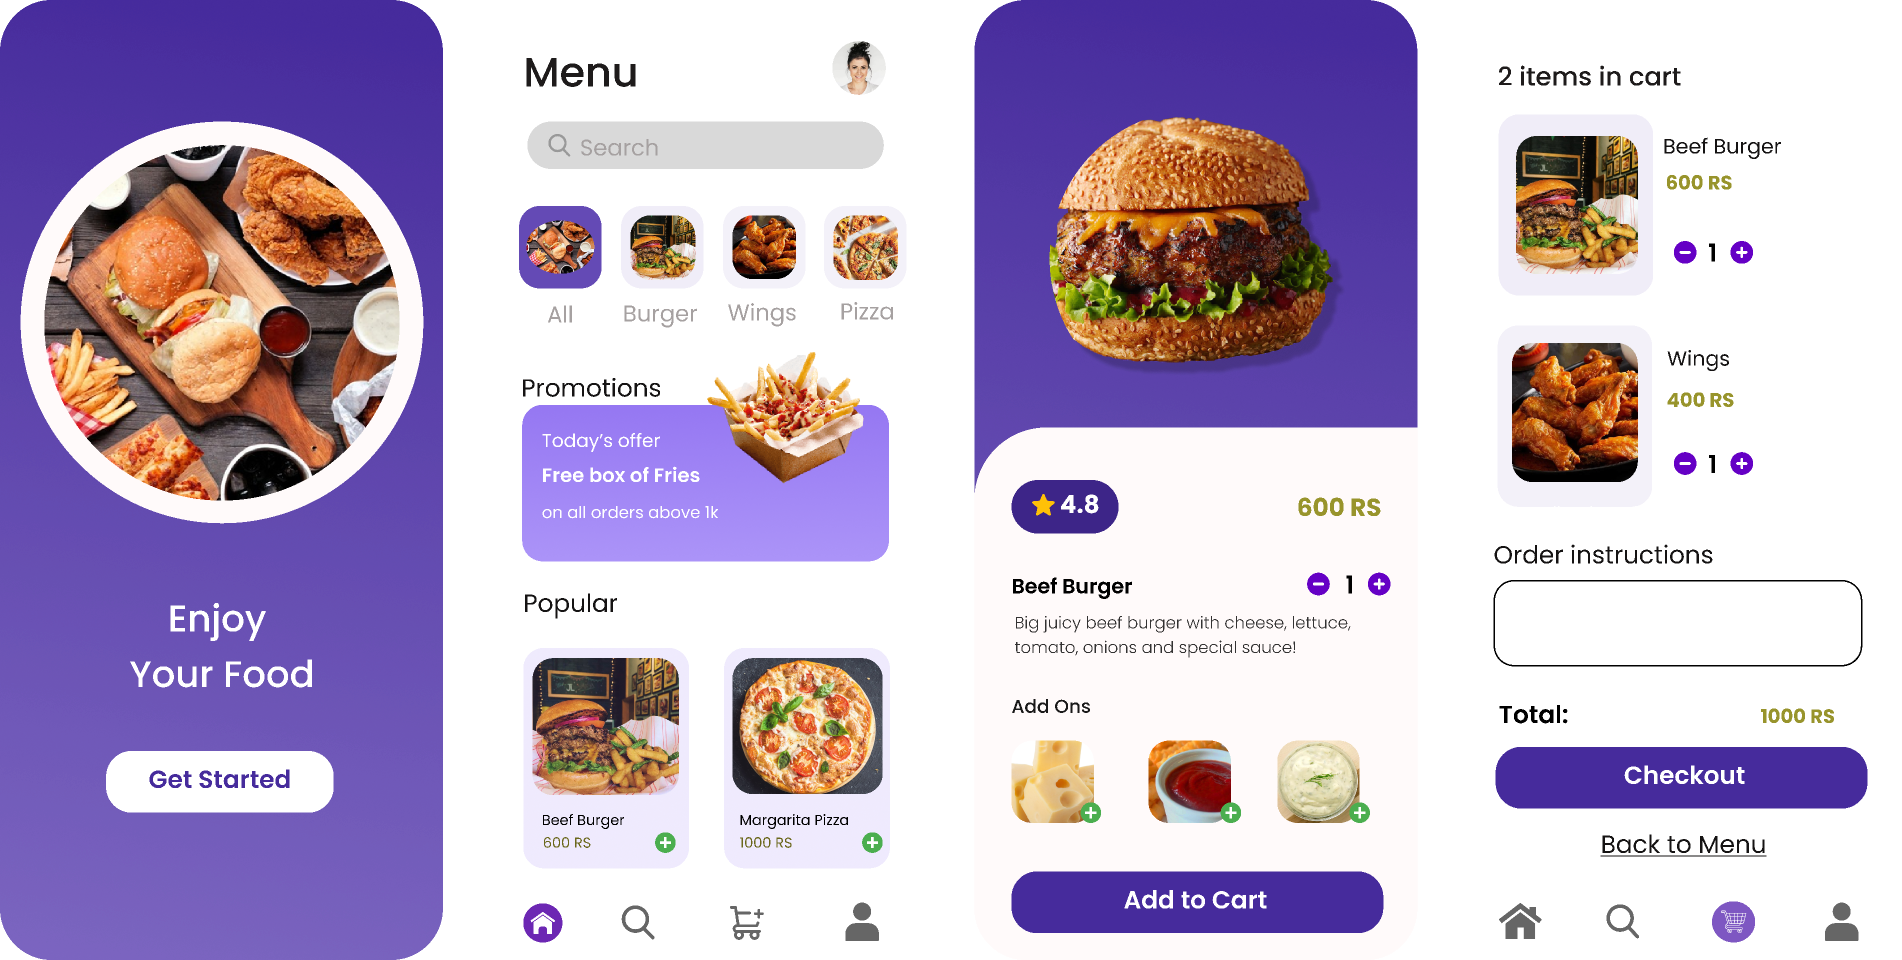 Enjoy
Your Food
Get Started
Menu
Search
All
Burger
Wings
Pizza
Promotions
Today's offer
Free box of Fries
on all orders above 1k
Popular
Beef Burger
600 RS
Margarita Pizza
1000 RS
4.8
600 RS
Beef Burger
1
Big juicy beef burger with cheese, lettuce,
tomato, onions and special sauce!
Add Ons
Add to Cart
2 items in cart
Beef Burger
600 RS
1
Wings
400 RS
1
Order instructions
Total:
1000 RS
Checkout
Back to Menu